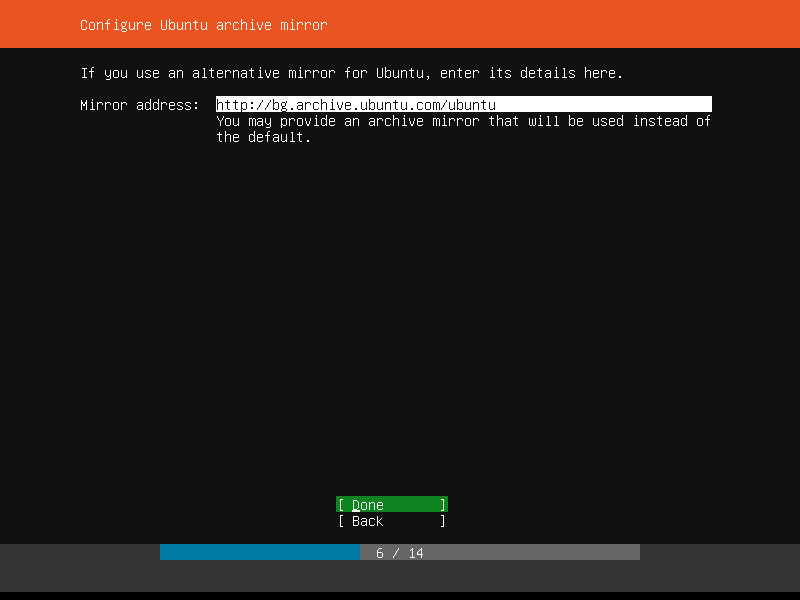 Configure Ubuntu archive mirror
If you use an alternative mirror for Ubuntu, enter its details here.
Mirror address: http://bg.archive.ubuntu.com/ubuntu
You may provide an archive mirror that will be used instead of
the default.
[ Done ]
[ Back ]
6 / 14